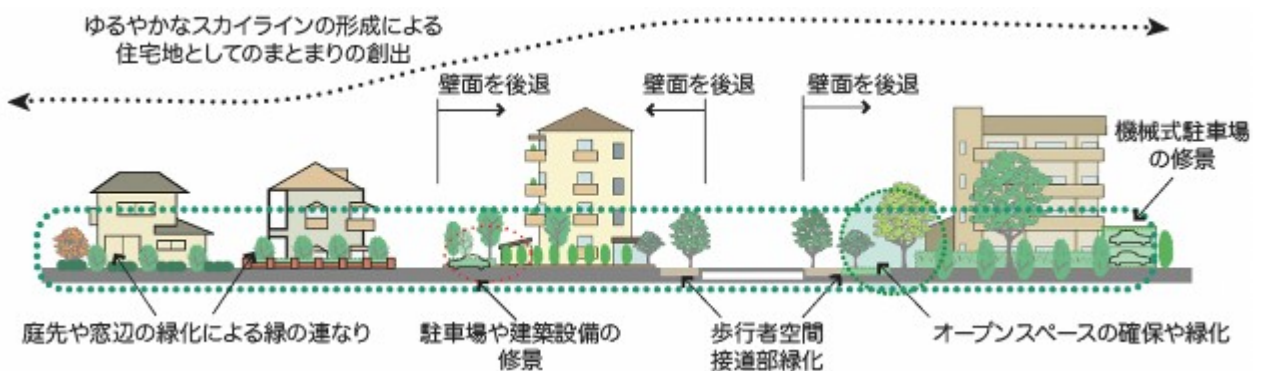 ゆるやかなスカイラインの形成による
住宅地としてのまとまりの創出
壁面を後退
壁面を後退
壁面を後退
機械式駐車場
の修景
庭先や窓辺の緑化による緑の連なり
駐車場や建築設備の
修景
歩行者空間
接道部緑化
オープンスペースの確保や緑化